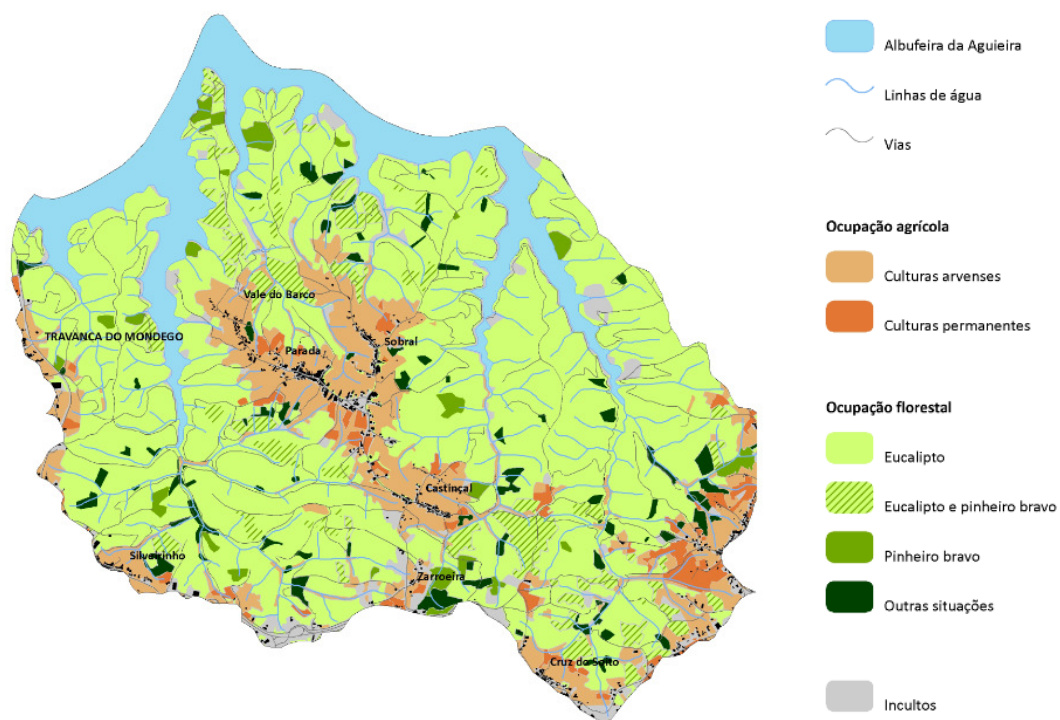 Albufeira da Aguieira
Linhas de água
Vias
Ocupação agrícola
Culturas arvenses
Culturas permanentes
Ocupação florestal
Eucalipto
Eucalipto e pinheiro bravo
Pinheiro bravo
Outras situações
Incultos
Vale do Barco
TRAVANCA DO MONDEGO
Sobral
Parada
Castinçal
Silveirinho
Zarroeira
Cruz do Souto